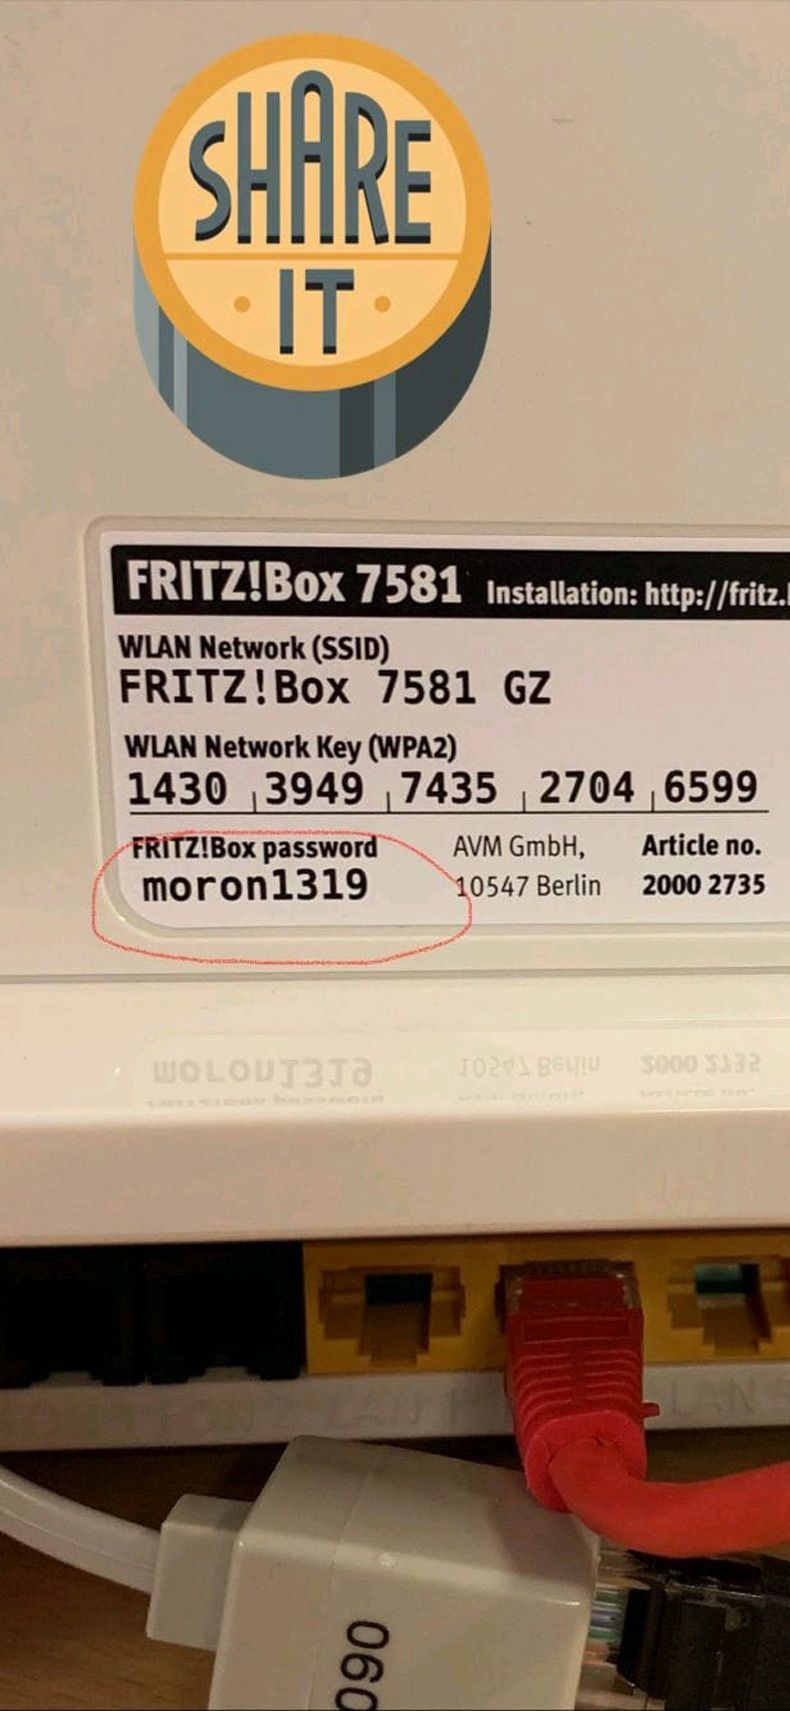 SHARE
IT
FRITZ!Box 7581 Installation: http://fritz.
WLAN Network (SSID)
FRITZ!Box 7581 GZ
WLAN Network Key (WPA2)
1430 3949 7435 2704 6599
FRITZ!Box password AVM GmbH, Article no.
moron1319 10547 Berlin 2000 2735
LAN
090